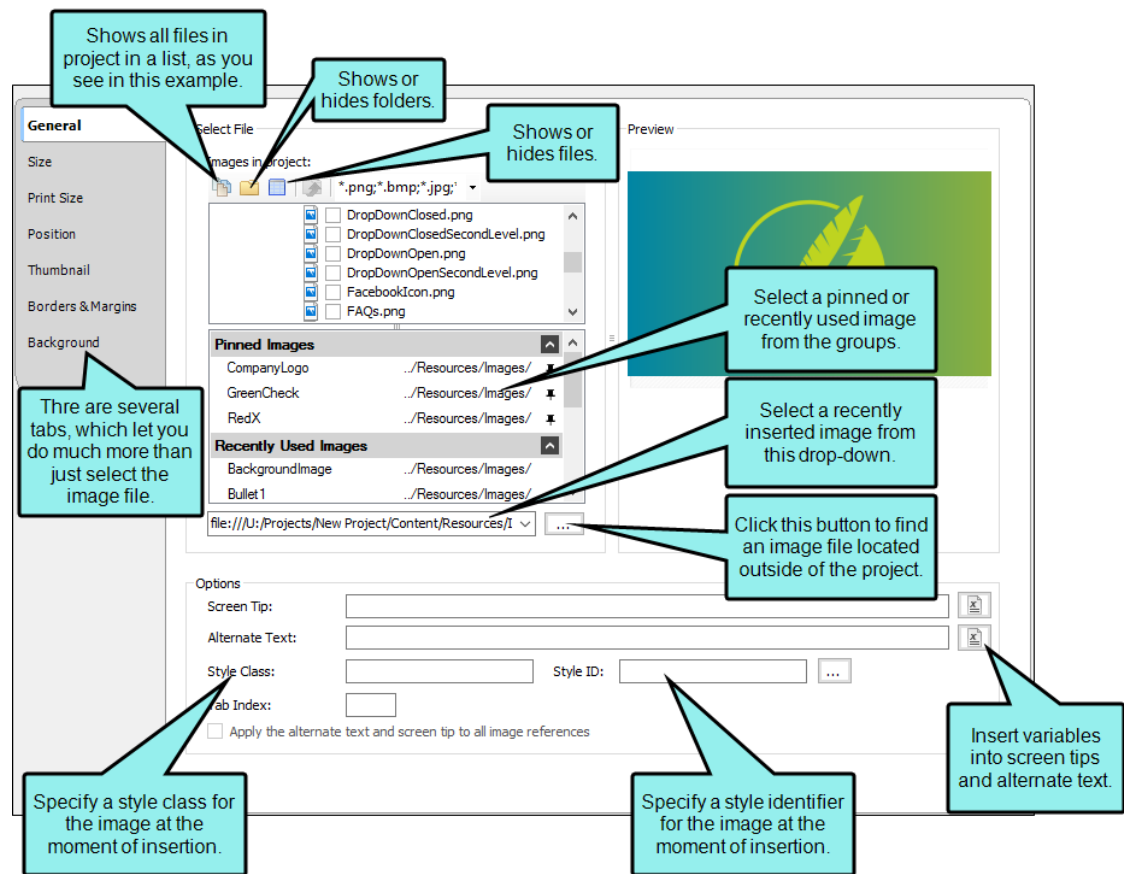 Shows all files in
project in a list, as you
see in this example.
Shows or
hides folders.
Shows or
hides files.
General
Size
Print Size
Position
Thumbnail
Borders & Margins
Background
Thre are several
tabs, which let you
do much more than
just select the
image file.
Select File
Images in project:
*.png;*.bmp;*.jpg;'
DropDownClosed.png
DropDownClosedSecondLevel.png
DropDownOpen.png
DropDownOpenSecondLevel.png
FacebookIcon.png
FAQs.png
Pinned Images
CompanyLogo ../Resources/Images/
GreenCheck ../Resources/Images/
RedX ../Resources/Images/
Recently Used Images
BackgroundImage ../Resources/Images/
Bullet1 ../Resources/Images/
file:///U:/Projects/New Project/Content/Resources/I
...
Preview
Select a pinned or
recently used image
from the groups.
Select a recently
inserted image from
this drop-down.
Click this button to find
an image file located
outside of the project.
Options
Screen Tip:
Alternate Text:
Style Class: Style ID: ...
Tab Index:
Apply the alternate text and screen tip to all image references
Specify a style class for
the image at the
moment of insertion.
Specify a style identifier
for the image at the
moment of insertion.
Insert variables
into screen tips
and alternate text.